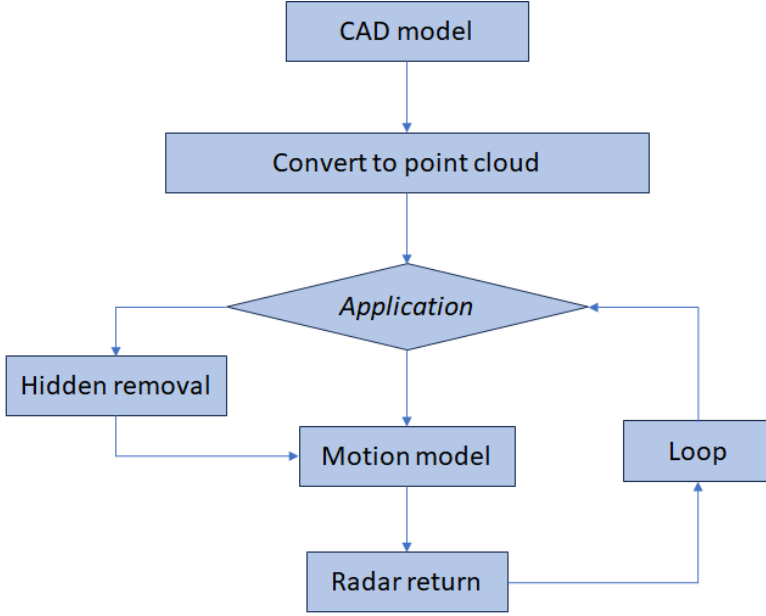 CAD model
Convert to point cloud
Application
Hidden removal
Motion model
Loop
Radar return